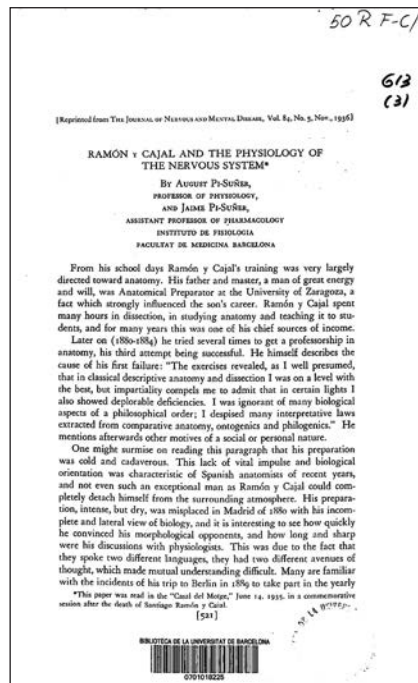 50 R F-C/
613
(3)
[Reprinted from THE JOURNAL OF NERVOUS AND MENTAL DISEASE, Vol. 84, No. 5, Nov., 1936]
RAMÓN Y CAJAL AND THE PHYSIOLOGY OF
THE NERVOUS SYSTEM*
BY AUGUST PI-SUÑER,
PROFESSOR OF PHYSIOLOGY,
AND JAIME PI-SUÑER,
ASSISTANT PROFESSOR OF PHARMACOLOGY
INSTITUTO DE FISIOLOGIA
FACULTAT DE MEDICINA BARCELONA
From his school days Ramón y Cajal's training was very largely
directed toward anatomy. His father and master, a man of great energy
and will, was Anatomical Preparator at the University of Zaragoza, a
fact which strongly influenced the son's career. Ramón y Cajal spent
many hours in dissection, in studying anatomy and teaching it to stu-
dents, and for many years this was one of his chief sources of income.
Later on (1880-1884) he tried several times to get a professorship in
anatomy, his third attempt being successful. He himself describes the
cause of his first failure: "The exercises revealed, as I well presumed,
that in classical descriptive anatomy and dissection I was on a level with
the best, but impartiality compels me to admit that in certain lights I
also showed deplorable deficiencies. I was ignorant of many biological
aspects of a philosophical order; I despised many interpretative laws
extracted from comparative anatomy, ontogenics and philogenics." He
mentions afterwards other motives of a social or personal nature.
One might surmise on reading this paragraph that his preparation
was cold and cadaverous. This lack of vital impulse and biological
orientation was characteristic of Spanish anatomists of recent years,
and not even such an exceptional man as Ramón y Cajal could com-
pletely detach himself from the surrounding atmosphere. His prepara-
tion, intense, but dry, was misplaced in Madrid of 1880 with his incom-
plete and lateral view of biology, and it is interesting to see how quickly
he convinced his morphological opponents, and how long and sharp
were his discussions with physiologists. This was due to the fact that
they spoke two different languages, they had two different avenues of
thought, which made mutual understanding difficult. Many are familiar
with the incidents of his trip to Berlin in 1889 to take part in the yearly
*This paper was read in the "Casal del Metge," June 14, 1935, in a commemorative
session after the death of Santiago Ramón y Cajal.
[521]
BIBLIOTECA DE LA UNIVERSITAT DE BARCELONA
0701018225